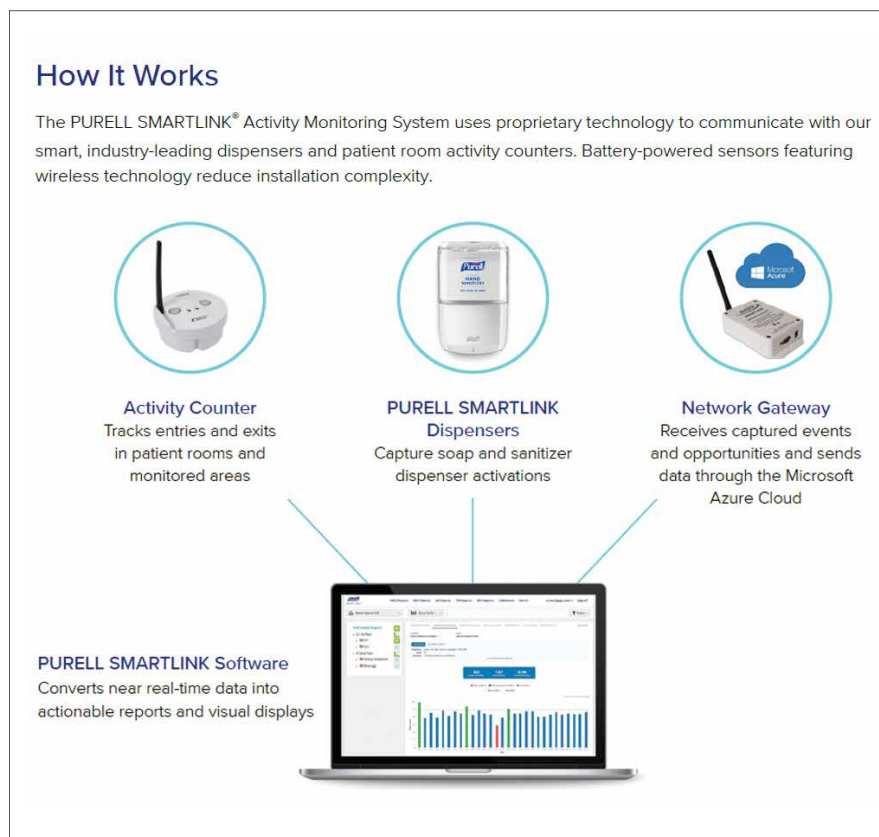 How It Works
The PURELL SMARTLINK® Activity Monitoring System uses proprietary technology to communicate with our
smart, industry-leading dispensers and patient room activity counters. Battery-powered sensors featuring
wireless technology reduce installation complexity.
Purell
HAND
SANITIZER
Microsoft
Azure
Activity Counter
Tracks entries and exits
in patient rooms and
monitored areas
PURELL SMARTLINK
Dispensers
Capture soap and sanitizer
dispenser activations
Network Gateway
Receives captured events
and opportunities and sends
data through the Microsoft
Azure Cloud
PURELL SMARTLINK Software
Converts near real-time data into
actionable reports and visual displays